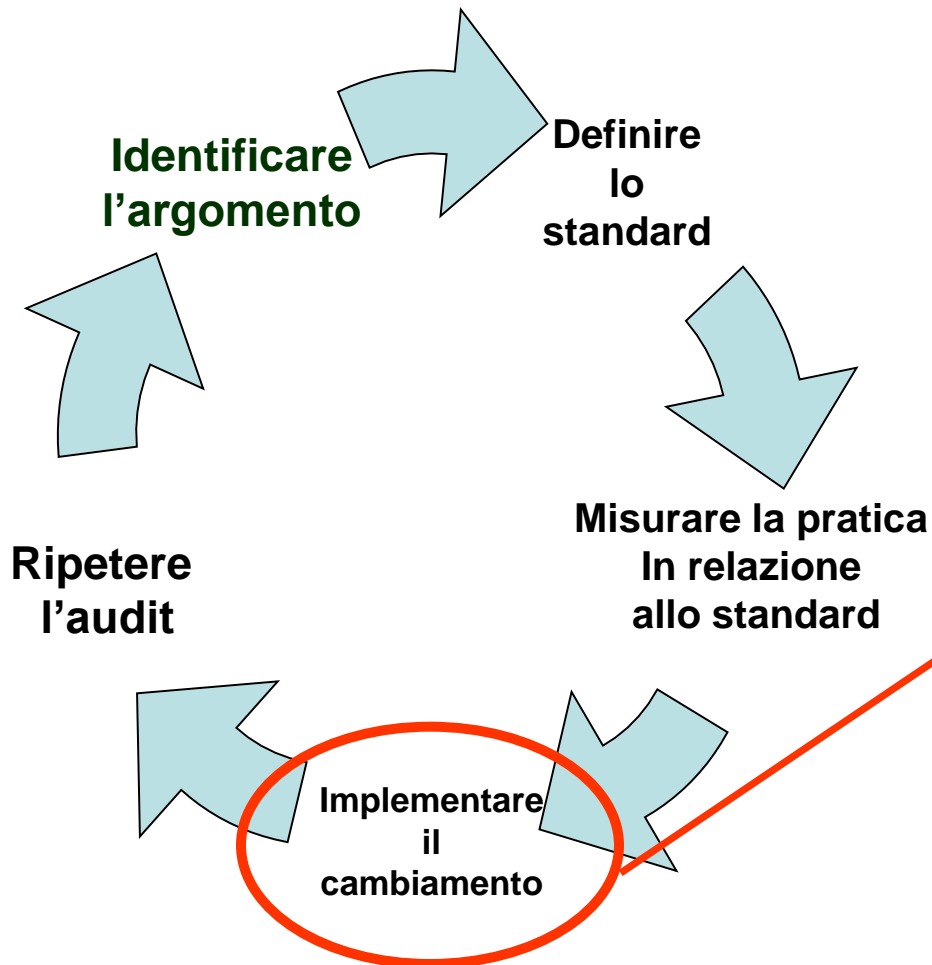 Identificare
l’argomento
Definire
lo
standard
Misurare la pratica
In relazione
allo standard
Implementare
il
cambiamento
Ripetere
l’audit